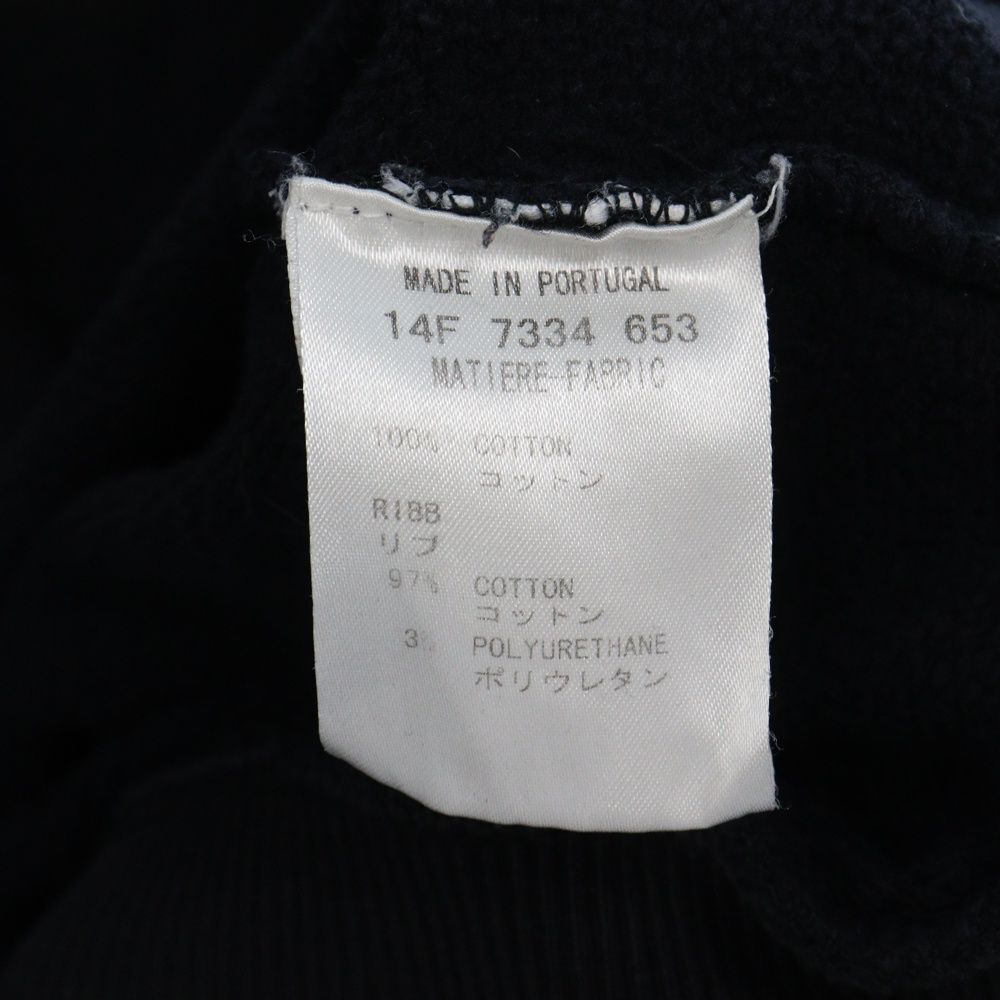 MADE IN PORTUGAL
14F 7334 653
MATIERE-FABRIC
100% COTTON
コットン
RIBB
リブ
97% COTTON
コットン
3% POLYURETHANE
ポリウレタン